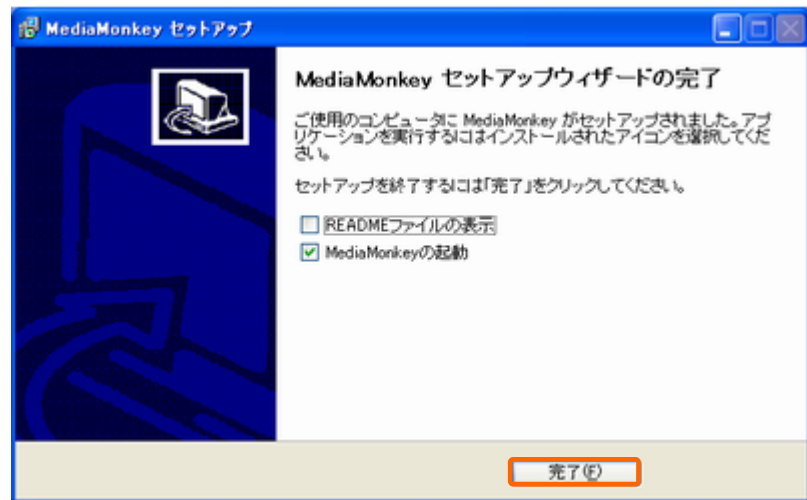 MediaMonkey セットアップ
MediaMonkey セットアップウィザードの完了
ご使用のコンピュータに MediaMonkey がセットアップされました。アプ
リケーションを実行するにはインストールされたアイコンを選択してくだ
さい。
セットアップを終了するには「完了」をクリックしてください。
READMEファイルの表示
MediaMonkeyの起動
完了(F)